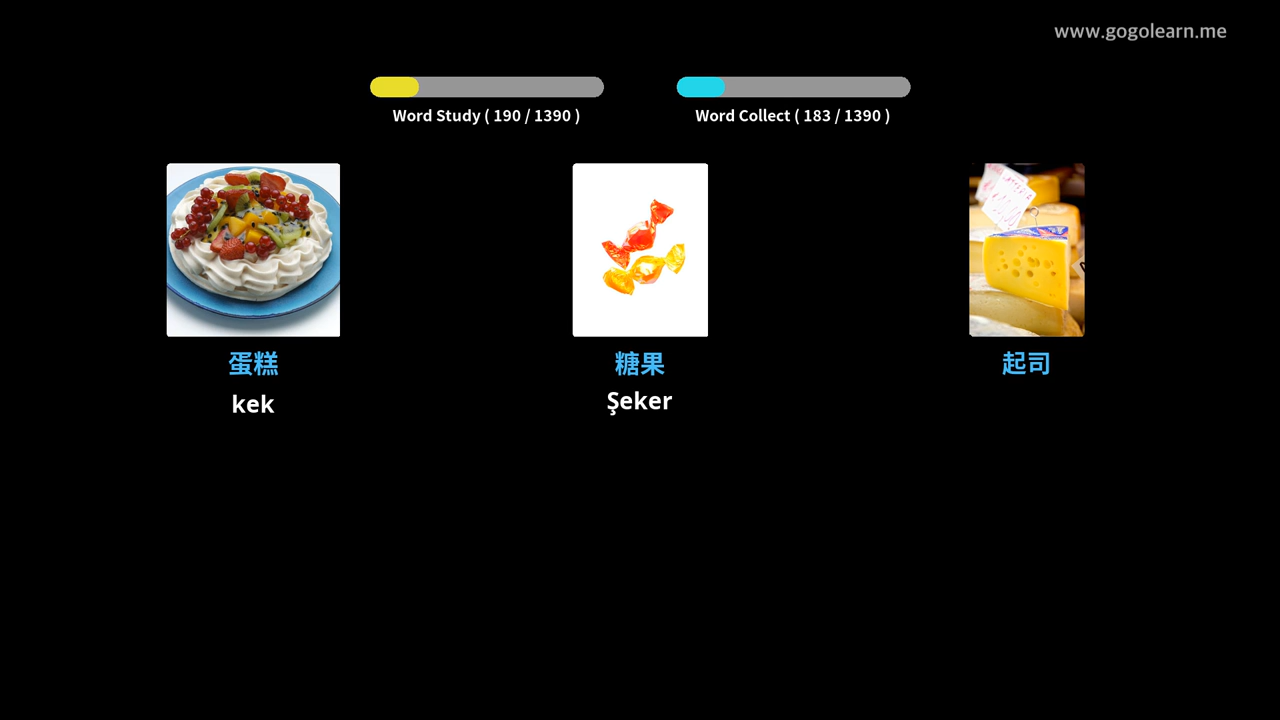 www.gogolearn.me
Word Study ( 190 / 1390 )
Word Collect ( 183 / 1390 )
蛋糕
糖果
起司
kek
Şeker